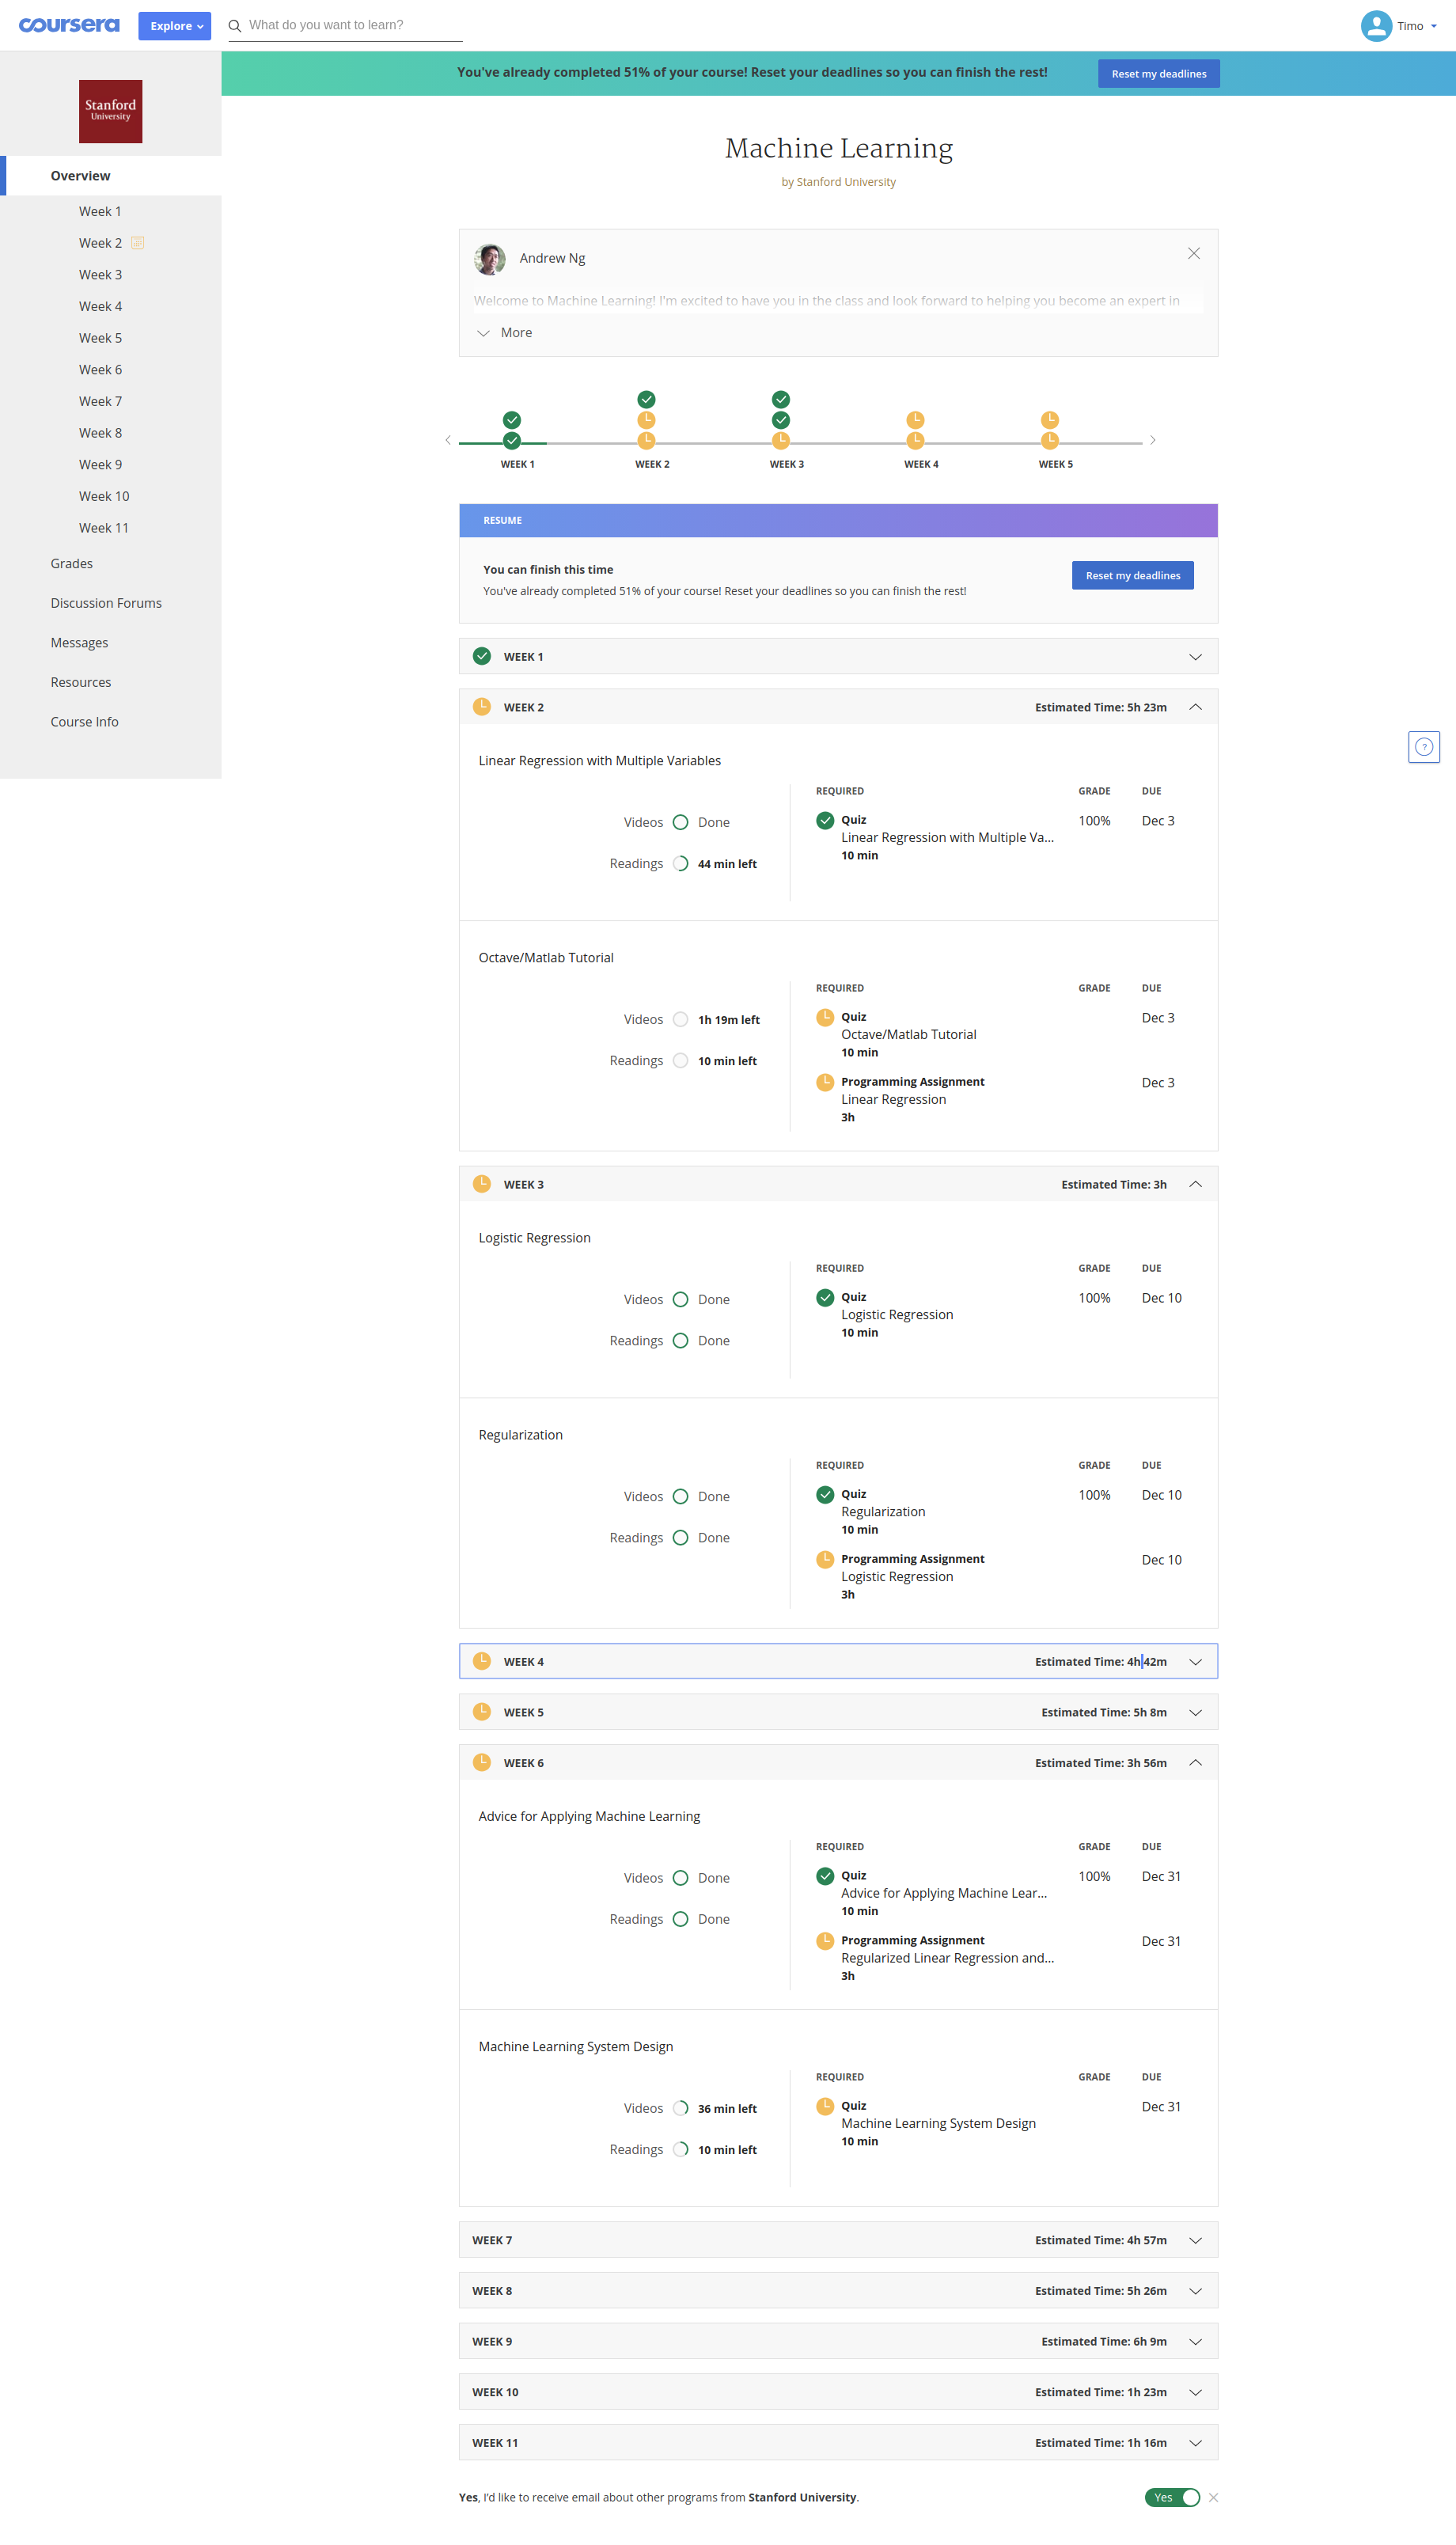 coursera
Explore
What do you want to learn?
Timo
You've already completed 51% of your course! Reset your deadlines so you can finish the rest!
Reset my deadlines
Stanford
University
Overview
Week 1
Week 2
Week 3
Week 4
Week 5
Week 6
Week 7
Week 8
Week 9
Week 10
Week 11
Grades
Discussion Forums
Messages
Resources
Course Info
Machine Learning
by Stanford University
Andrew Ng
Welcome to Machine Learning! I'm excited to have you in the class and look forward to helping you become an expert in
More
WEEK 1 WEEK 2 WEEK 3 WEEK 4 WEEK 5
RESUME
You can finish this time
You've already completed 51% of your course! Reset your deadlines so you can finish the rest!
Reset my deadlines
WEEK 1
WEEK 2 Estimated Time: 5h 23m
Linear Regression with Multiple Variables
Videos Done
Readings 44 min left
REQUIRED GRADE DUE
Quiz 100% Dec 3
Linear Regression with Multiple Va...
10 min
Octave/Matlab Tutorial
Videos 1h 19m left
Readings 10 min left
REQUIRED GRADE DUE
Quiz Dec 3
Octave/Matlab Tutorial
10 min
Programming Assignment Dec 3
Linear Regression
3h
WEEK 3 Estimated Time: 3h
Logistic Regression
Videos Done
Readings Done
REQUIRED GRADE DUE
Quiz 100% Dec 10
Logistic Regression
10 min
Regularization
Videos Done
Readings Done
REQUIRED GRADE DUE
Quiz 100% Dec 10
Regularization
10 min
Programming Assignment Dec 10
Logistic Regression
3h
WEEK 4 Estimated Time: 4h 42m
WEEK 5 Estimated Time: 5h 8m
WEEK 6 Estimated Time: 3h 56m
Advice for Applying Machine Learning
Videos Done
Readings Done
REQUIRED GRADE DUE
Quiz 100% Dec 31
Advice for Applying Machine Lear...
10 min
Programming Assignment Dec 31
Regularized Linear Regression and...
3h
Machine Learning System Design
Videos 36 min left
Readings 10 min left
REQUIRED GRADE DUE
Quiz Dec 31
Machine Learning System Design
10 min
WEEK 7 Estimated Time: 4h 57m
WEEK 8 Estimated Time: 5h 26m
WEEK 9 Estimated Time: 6h 9m
WEEK 10 Estimated Time: 1h 23m
WEEK 11 Estimated Time: 1h 16m
Yes, I'd like to receive email about other programs from Stanford University.
Yes
?